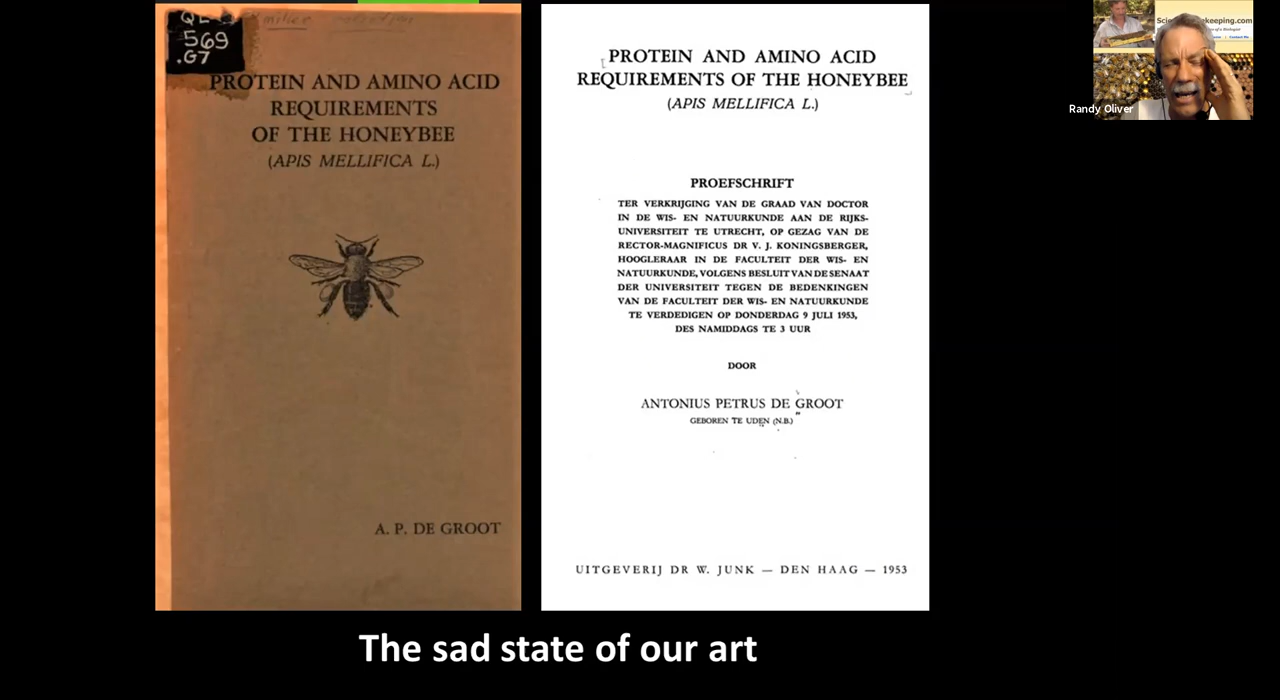 QL
569
.G7
PROTEIN AND AMINO ACID
REQUIREMENTS
OF THE HONEYBEE
(APIS MELLIFICA L.)
A. P. DE GROOT
PROTEIN AND AMINO ACID
REQUIREMENTS OF THE HONEYBEE
(APIS MELLIFICA L.)
PROEFSCHRIFT
TER VERKRIJGING VAN DE GRAAD VAN DOCTOR
IN DE WIS- EN NATUURKUNDE AAN DE RIJKS-
UNIVERSITEIT TE UTRECHT, OP GEZAG VAN DE
RECTOR-MAGNIFICUS DR V. J. KONINGSBERGER,
HOOGLERAAR IN DE FACULTEIT DER WIS- EN
NATUURKUNDE, VOLGENS BESLUIT VAN DE SENAAT
DER UNIVERSITEIT TEGEN DE BEDENKINGEN
VAN DE FACULTEIT DER WIS- EN NATUURKUNDE
TE VERDEDIGEN OP DONDERDAG 9 JULI 1953,
DES NAMIDDAGS TE 3 UUR
DOOR
ANTONIUS PETRUS DE GROOT
GEBOREN TE UDEN (N.B.)
UITGEVERIJ DR W. JUNK — DEN HAAG — 1953
The sad state of our art
Randy Oliver